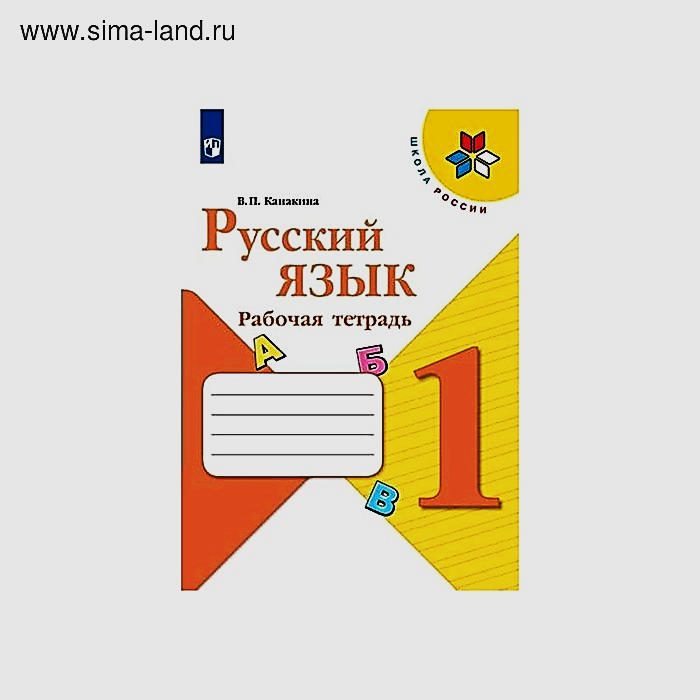 www.sima-land.ru
ШКОЛА РОССИИ
В.П. Канакина
Русский
язык
Рабочая тетрадь
А
Б
1
В